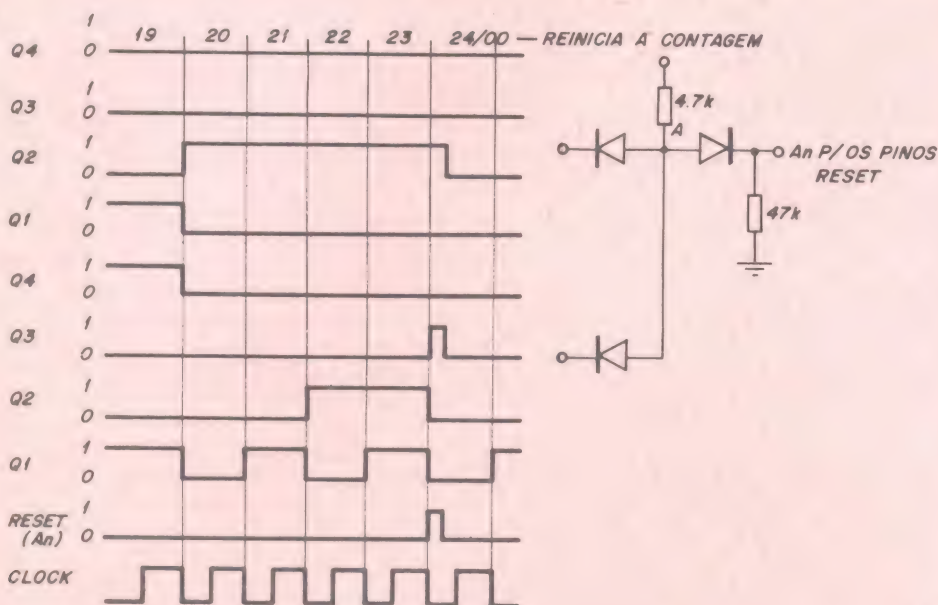 1 19 20 21 22 23 24/00 — REINICIA A CONTAGEM
Q4 0
1
Q3 0
1
Q2 0
1
Q1 0
1
Q4 0
1
Q3 0
1
Q2 0
1
Q1 0
1
RESET 0
(An)
CLOCK
4.7k
A
An P/OS PINOS
RESET
47k